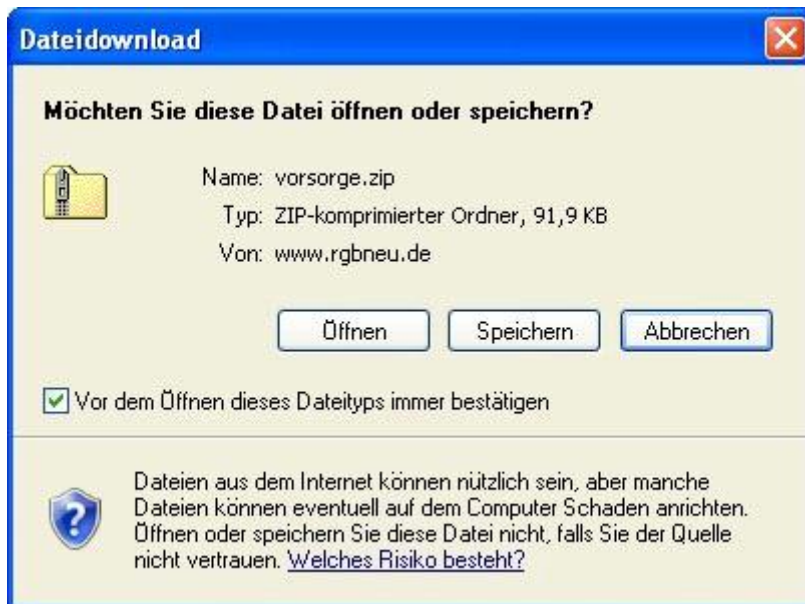 Dateidownload
Möchten Sie diese Datei öffnen oder speichern?
Name: vorsorge.zip
Typ: ZIP-komprimierter Ordner, 91,9 KB
Von: www.rgbneu.de
Öffnen Speichern Abbrechen
Vor dem Öffnen dieses Dateityps immer bestätigen
Dateien aus dem Internet können nützlich sein, aber manche
Dateien können eventuell auf dem Computer Schaden anrichten.
Öffnen oder speichern Sie diese Datei nicht, falls Sie der Quelle
nicht vertrauen. Welches Risiko besteht?